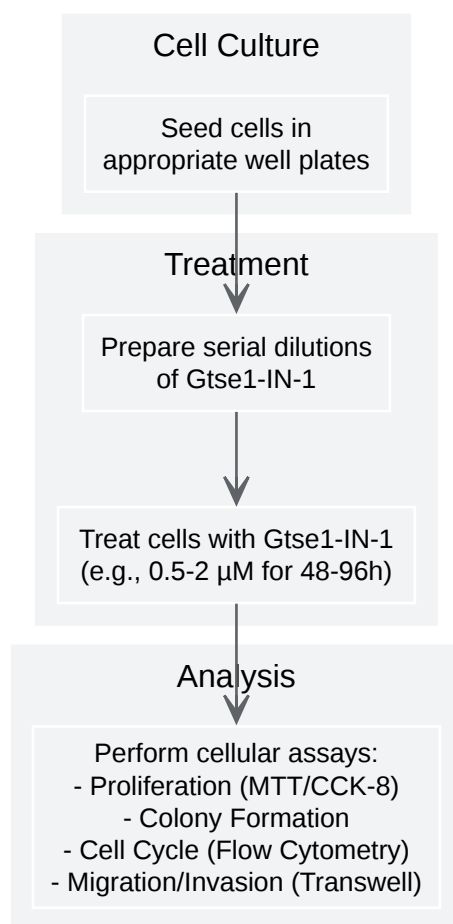 Cell Culture
Seed cells in
appropriate well plates
Treatment
Prepare serial dilutions
of Gtse1-IN-1
Treat cells with Gtse1-IN-1
(e.g., 0.5-2 µM for 48-96h)
Analysis
Perform cellular assays:
- Proliferation (MTT/CCK-8)
- Colony Formation
- Cell Cycle (Flow Cytometry)
- Migration/Invasion (Transwell)